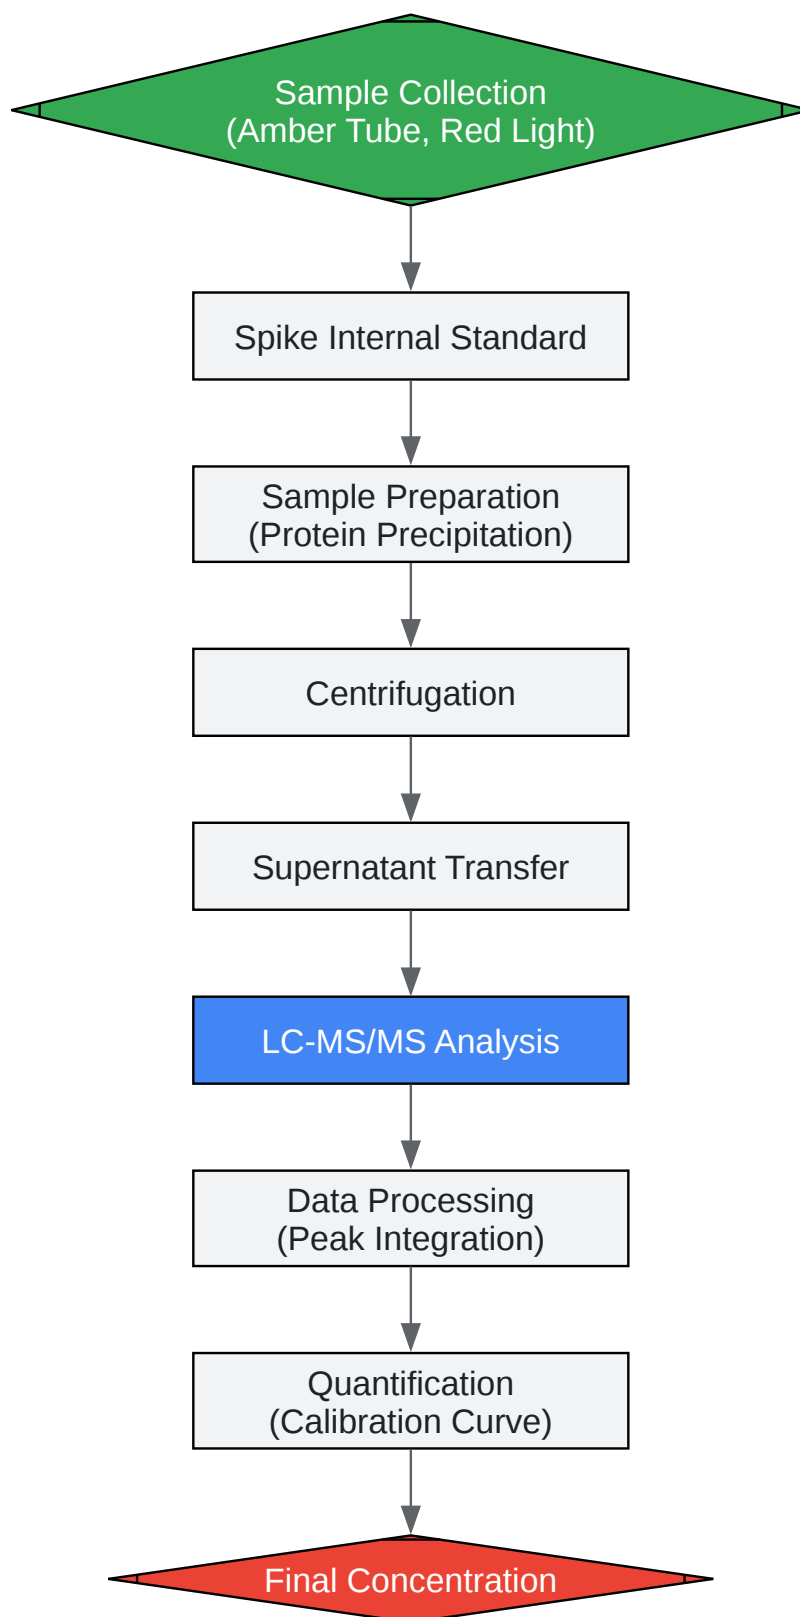 Sample Collection
(Amber Tube, Red Light)
Spike Internal Standard
Sample Preparation
(Protein Precipitation)
Centrifugation
Supernatant Transfer
LC-MS/MS Analysis
Data Processing
(Peak Integration)
Quantification
(Calibration Curve)
Final Concentration